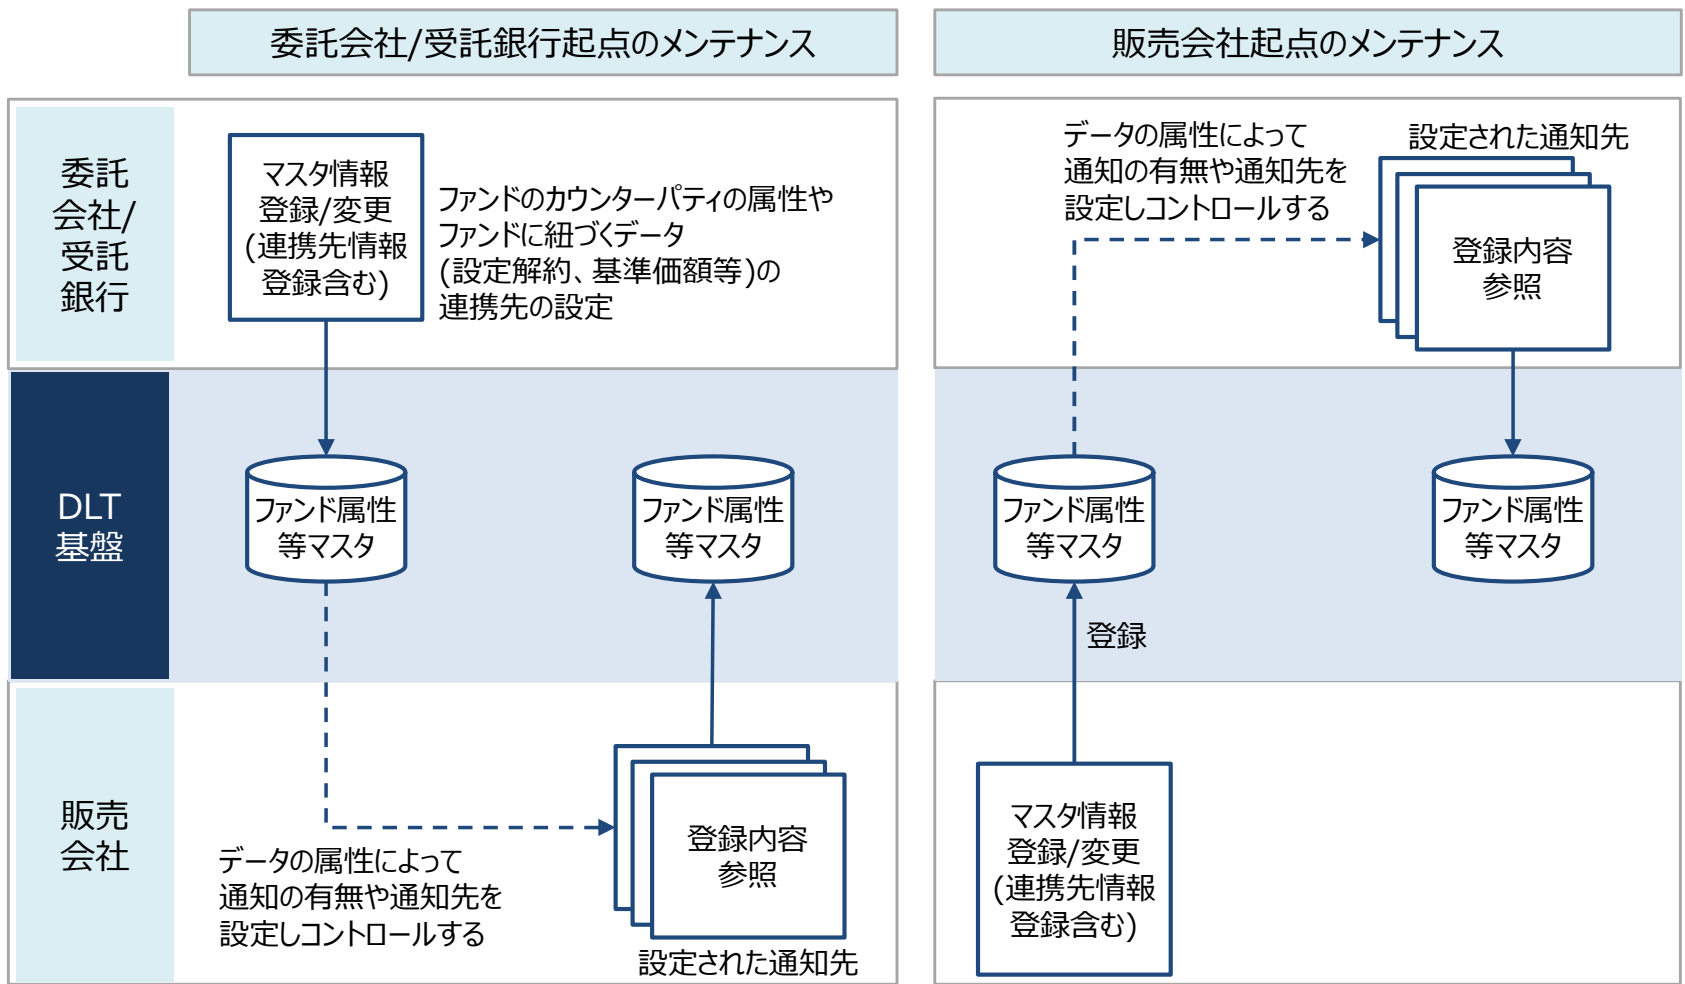 委託会社/受託銀行起点のメンテナンス
販売会社起点のメンテナンス
委託
会社/
受託
銀行
マスタ情報
登録/変更
(連携先情報
登録含む)
ファンドのカウンターパティの属性や
ファンドに紐づくデータ
(設定解約、基準価額等)の
連携先の設定
データの属性によって
通知の有無や通知先を
設定しコントロールする
設定された通知先
登録内容
参照
DLT
基盤
ファンド属性
等マスタ
ファンド属性
等マスタ
ファンド属性
等マスタ
ファンド属性
等マスタ
登録
販売
会社
データの属性によって
通知の有無や通知先を
設定しコントロールする
登録内容
参照
設定された通知先
マスタ情報
登録/変更
(連携先情報
登録含む)